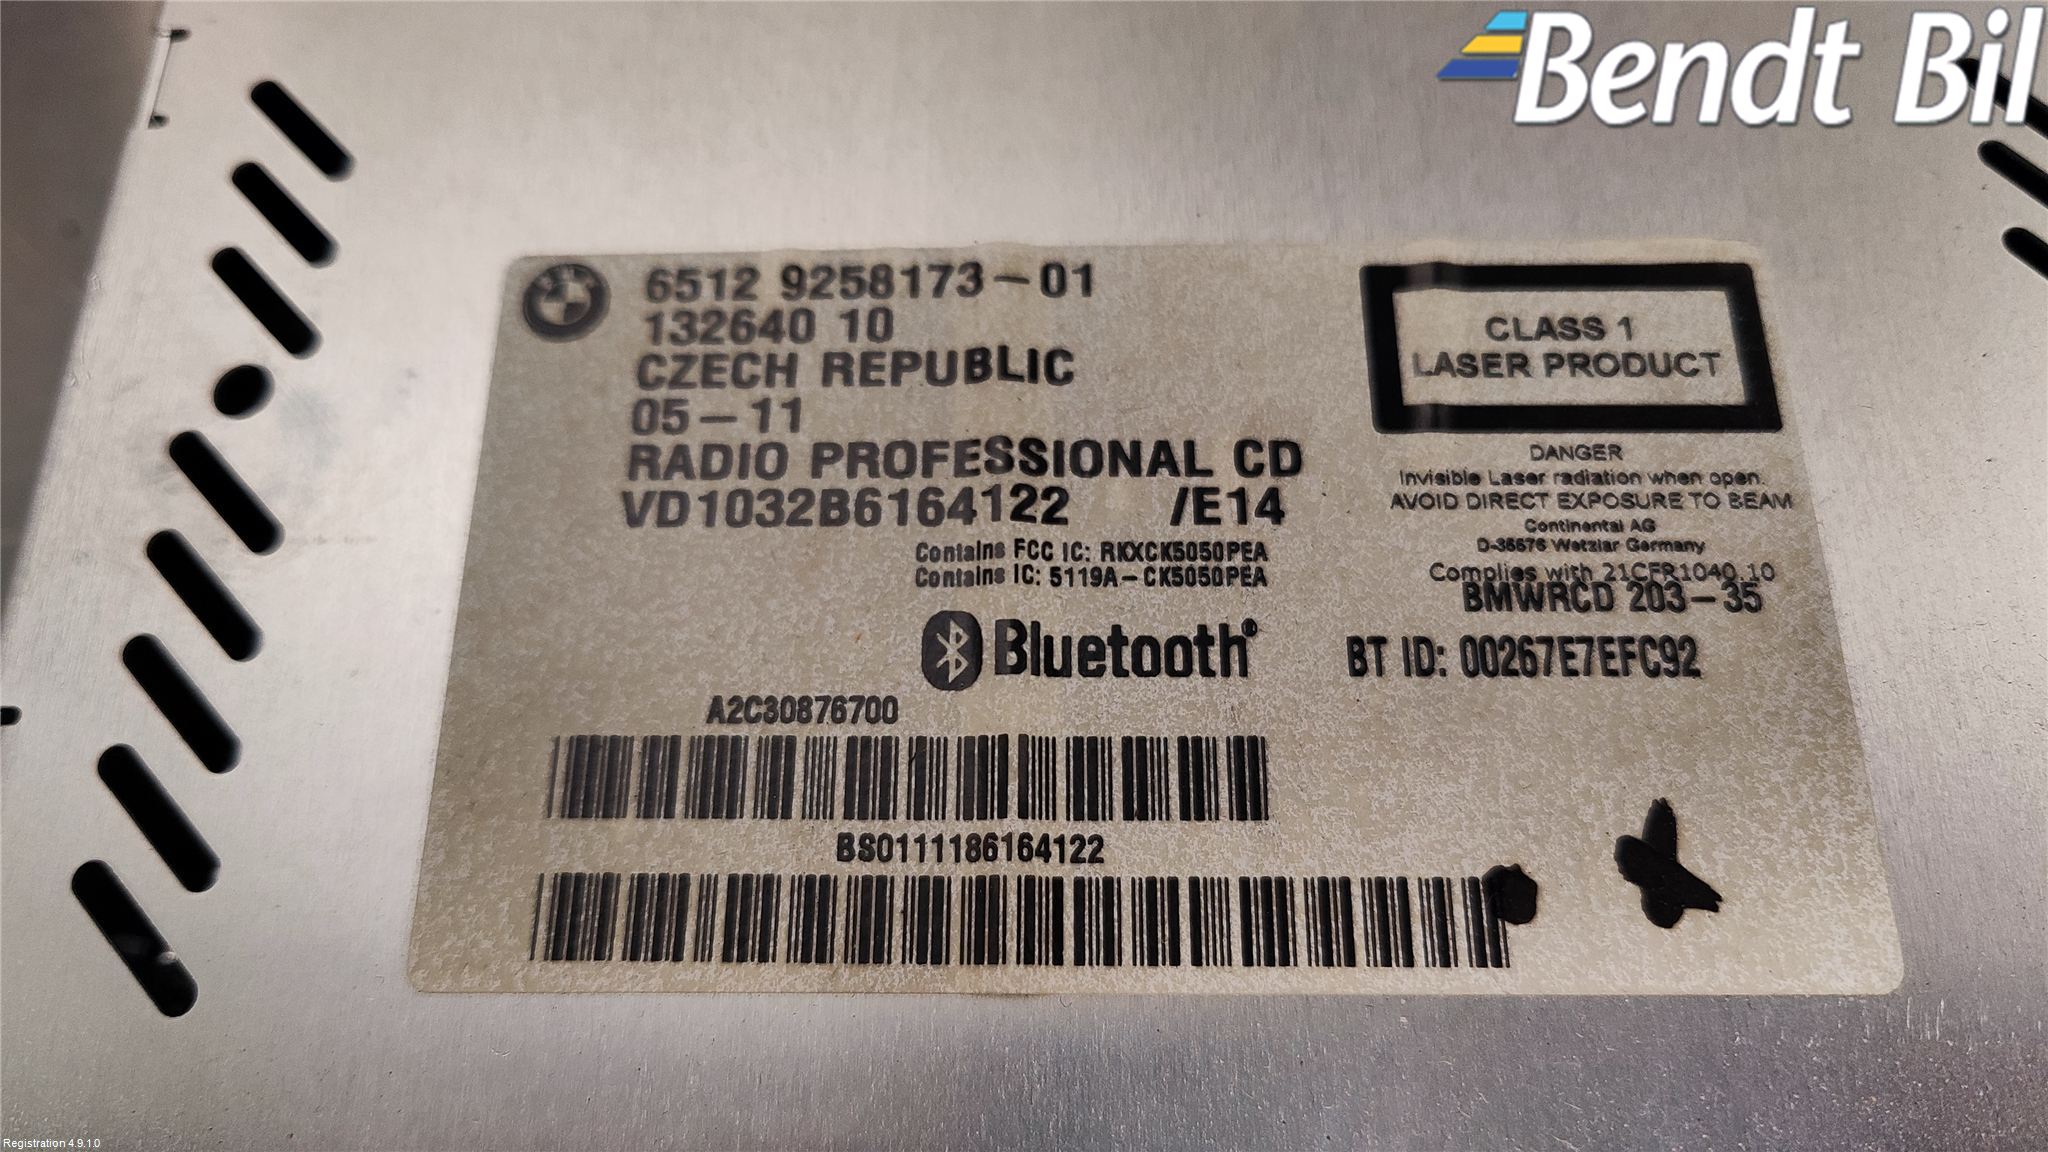 Bendt Bil
6512 9258173-01
132640 10
CZECH REPUBLIC
05-11
RADIO PROFESSIONAL CD
VD1032B6164122 /E14
Contains FCC IC: RKXCK5050PEA
Contains IC: 5119A-CK5050PEA
Bluetooth®
CLASS 1
LASER PRODUCT
DANGER
Invisible Laser radiation when open.
AVOID DIRECT EXPOSURE TO BEAM
Continental AG
D-35576 Wetzlar Germany
Complies with 21CFR1040.10
BMWRCD 203-35
BT ID: 00267E7EFC92
A2C30876700
BS0111186164122
Registration 4.9.1.0